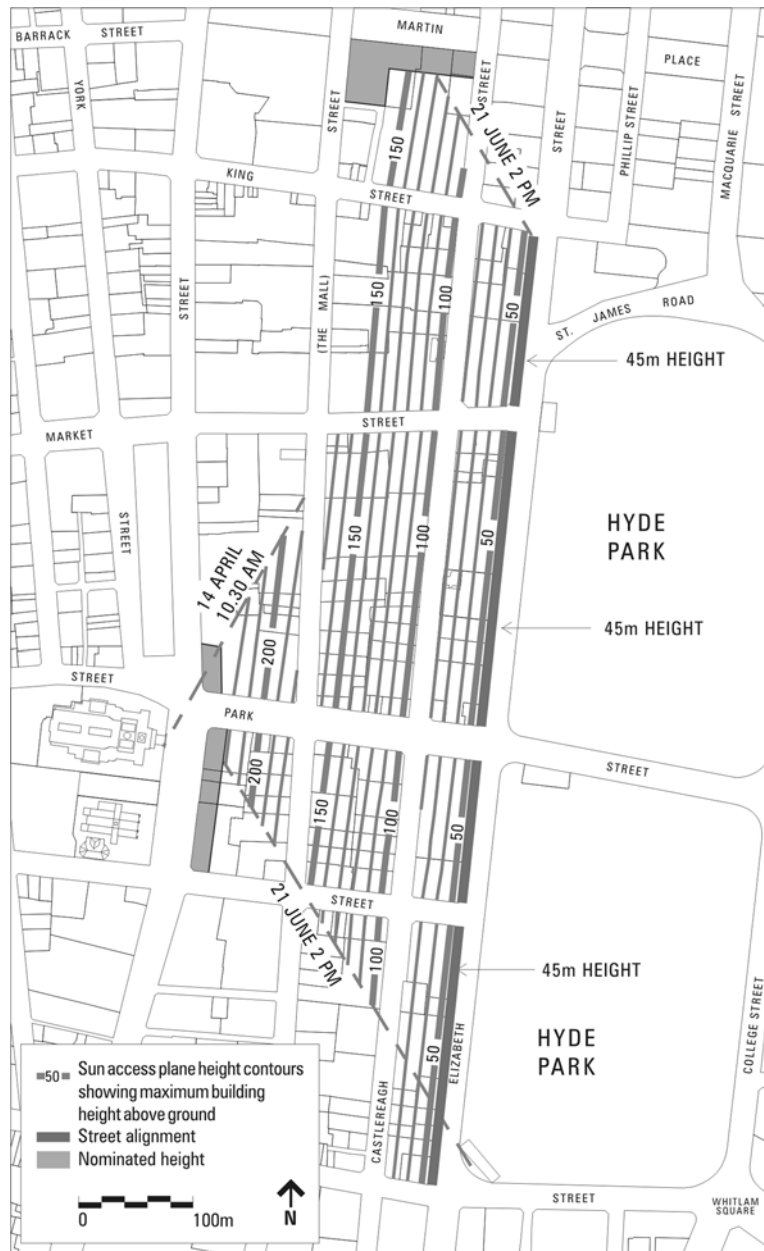 MARTIN
BARRACK
STREET
PLACE
YORK
STREET
STREET
STREET
PHILLIP STREET
MACQUARIE STREET
21 JUNE 2 PM
150
KING
STREET
STREET
(THE MALL)
150
100
50
ST. JAMES ROAD
45m HEIGHT
MARKET
STREET
STREET
150
100
50
HYDE
PARK
14 APRIL
10.30 AM
200
45m HEIGHT
STREET
PARK
STREET
200
150
100
50
STREET
21 JUNE 2 PM
100
45m HEIGHT
50
ELIZABETH
HYDE
PARK
COLLEGE STREET
CASTLEREAGH
STREET
WHITLAM
SQUARE
50 Sun access plane height contours
showing maximum building
height above ground
Street alignment
Nominated height
0 100m
N